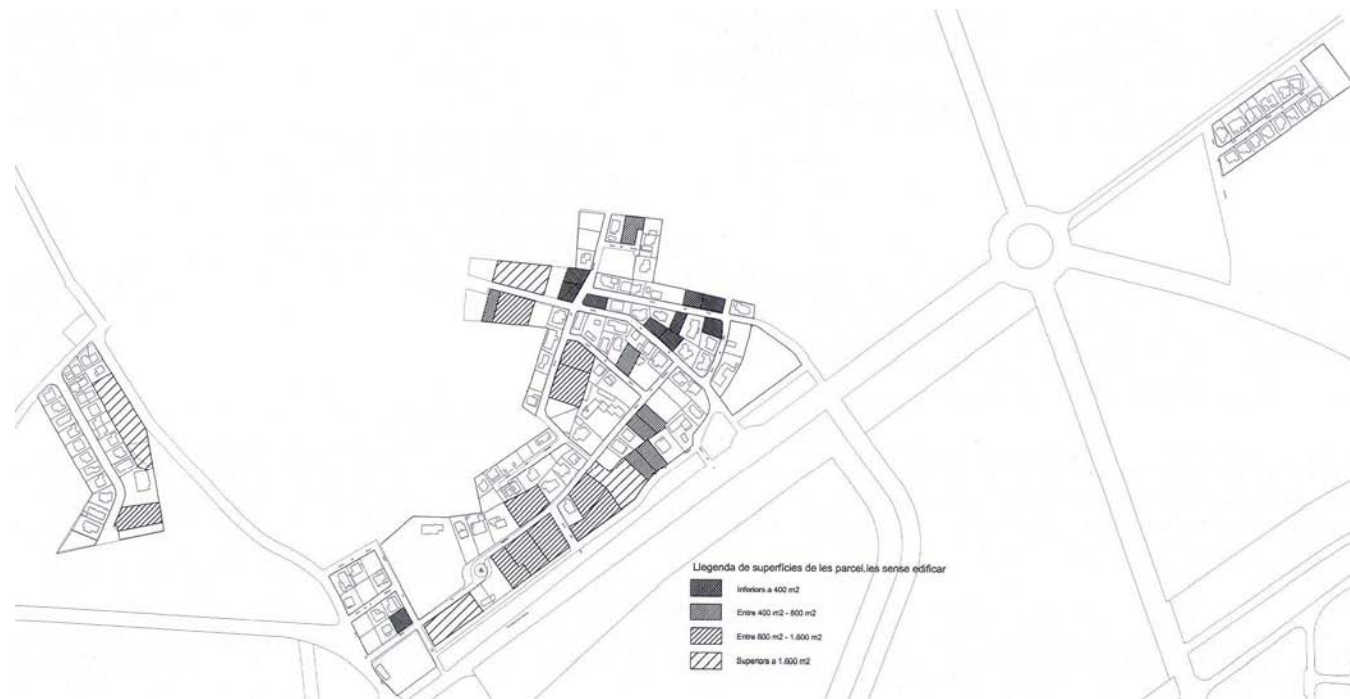 Llegenda de superfícies de les parcel.les sense edificar
Inferiors a 400 m2
Entre 400 m2 - 800 m2
Entre 800 m2 - 1.600 m2
Superiors a 1.600 m2